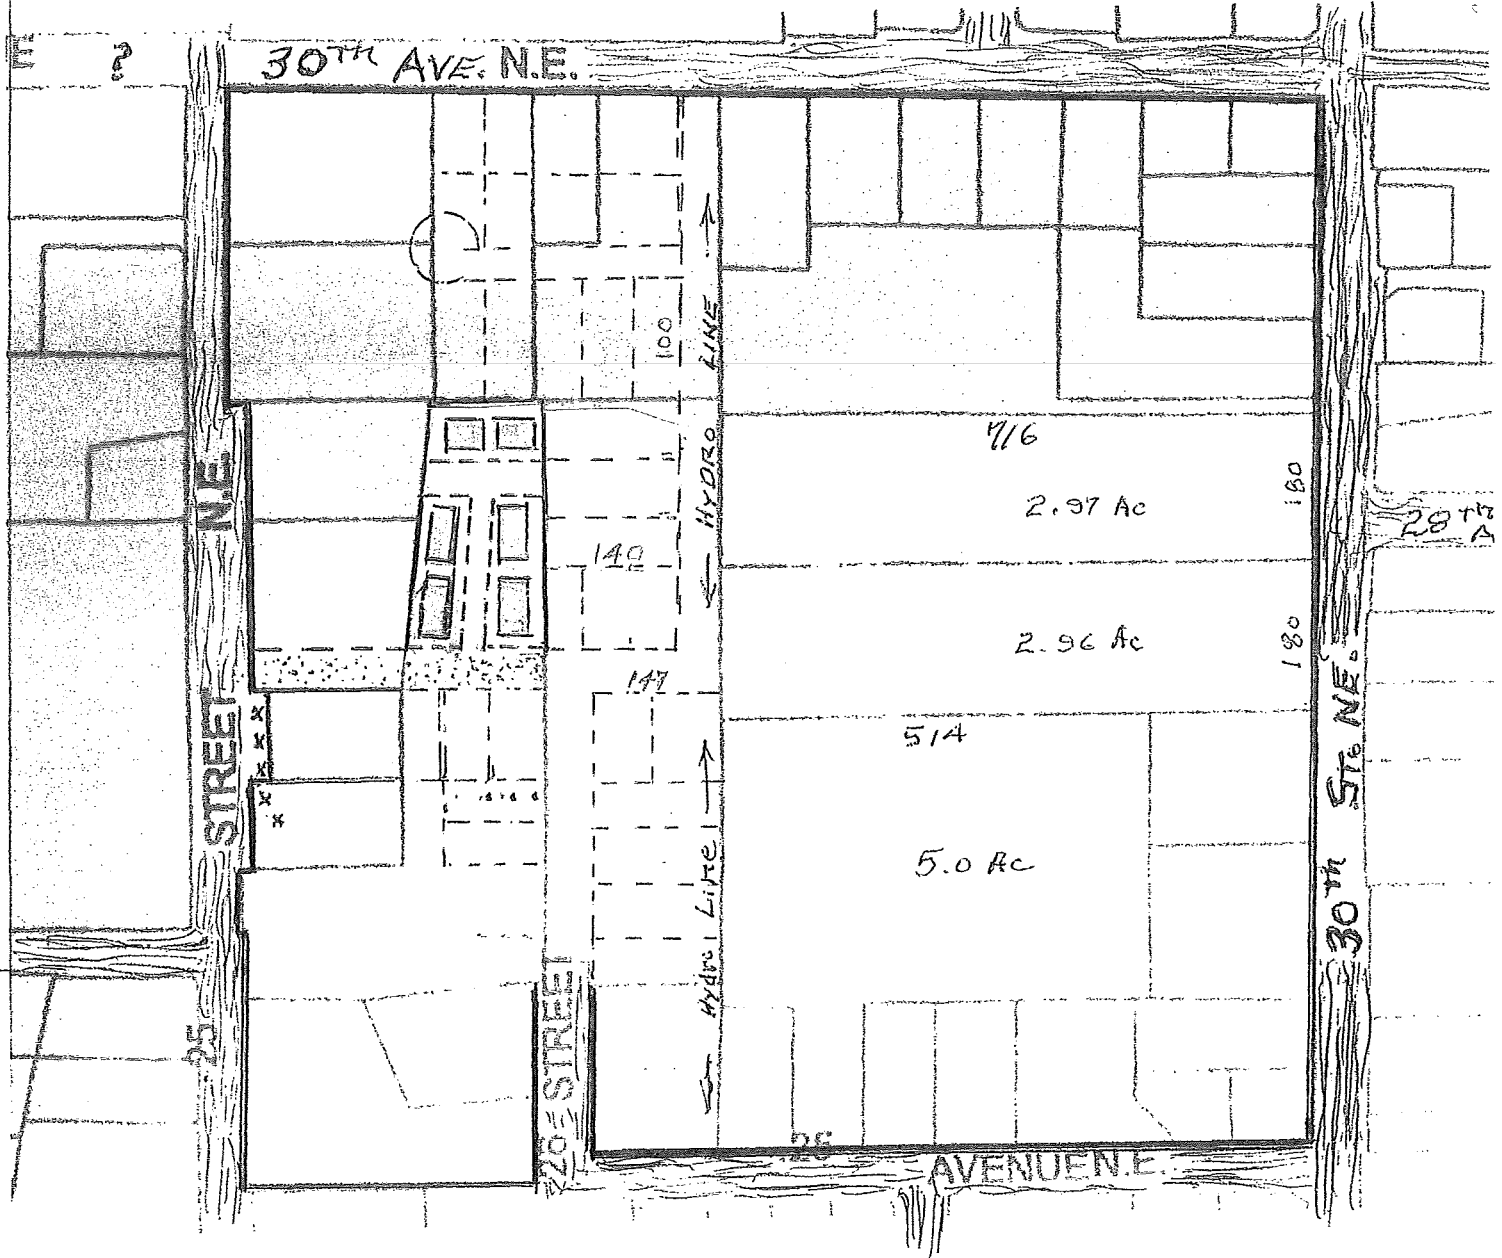 E
?
30TH AVE. N.E.
100
HYDRO LINE
716
2.97 Ac
180
28TH A
N.E
STREET
25
140
2.96 Ac
180
147
514
5.0 Ac
Hydro Line
30th ST. NE.
STREET
26
AVENUE N.E.